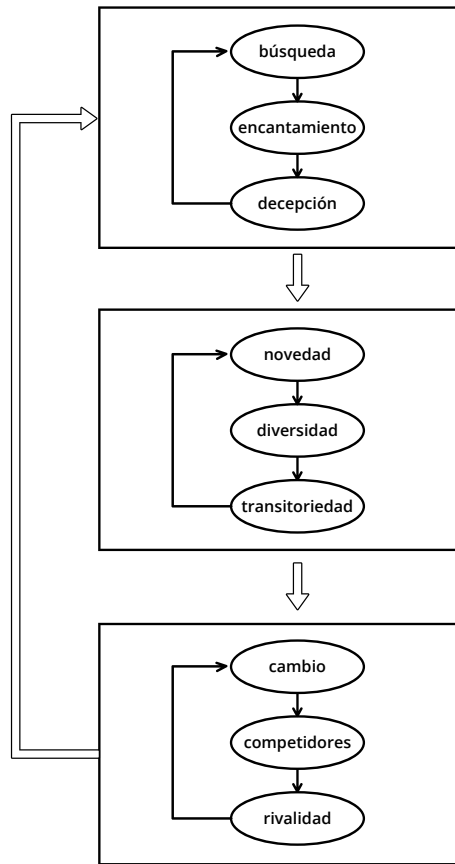 búsqueda
encantamiento
decepción
novedad
diversidad
transitoriedad
cambio
competidores
rivalidad